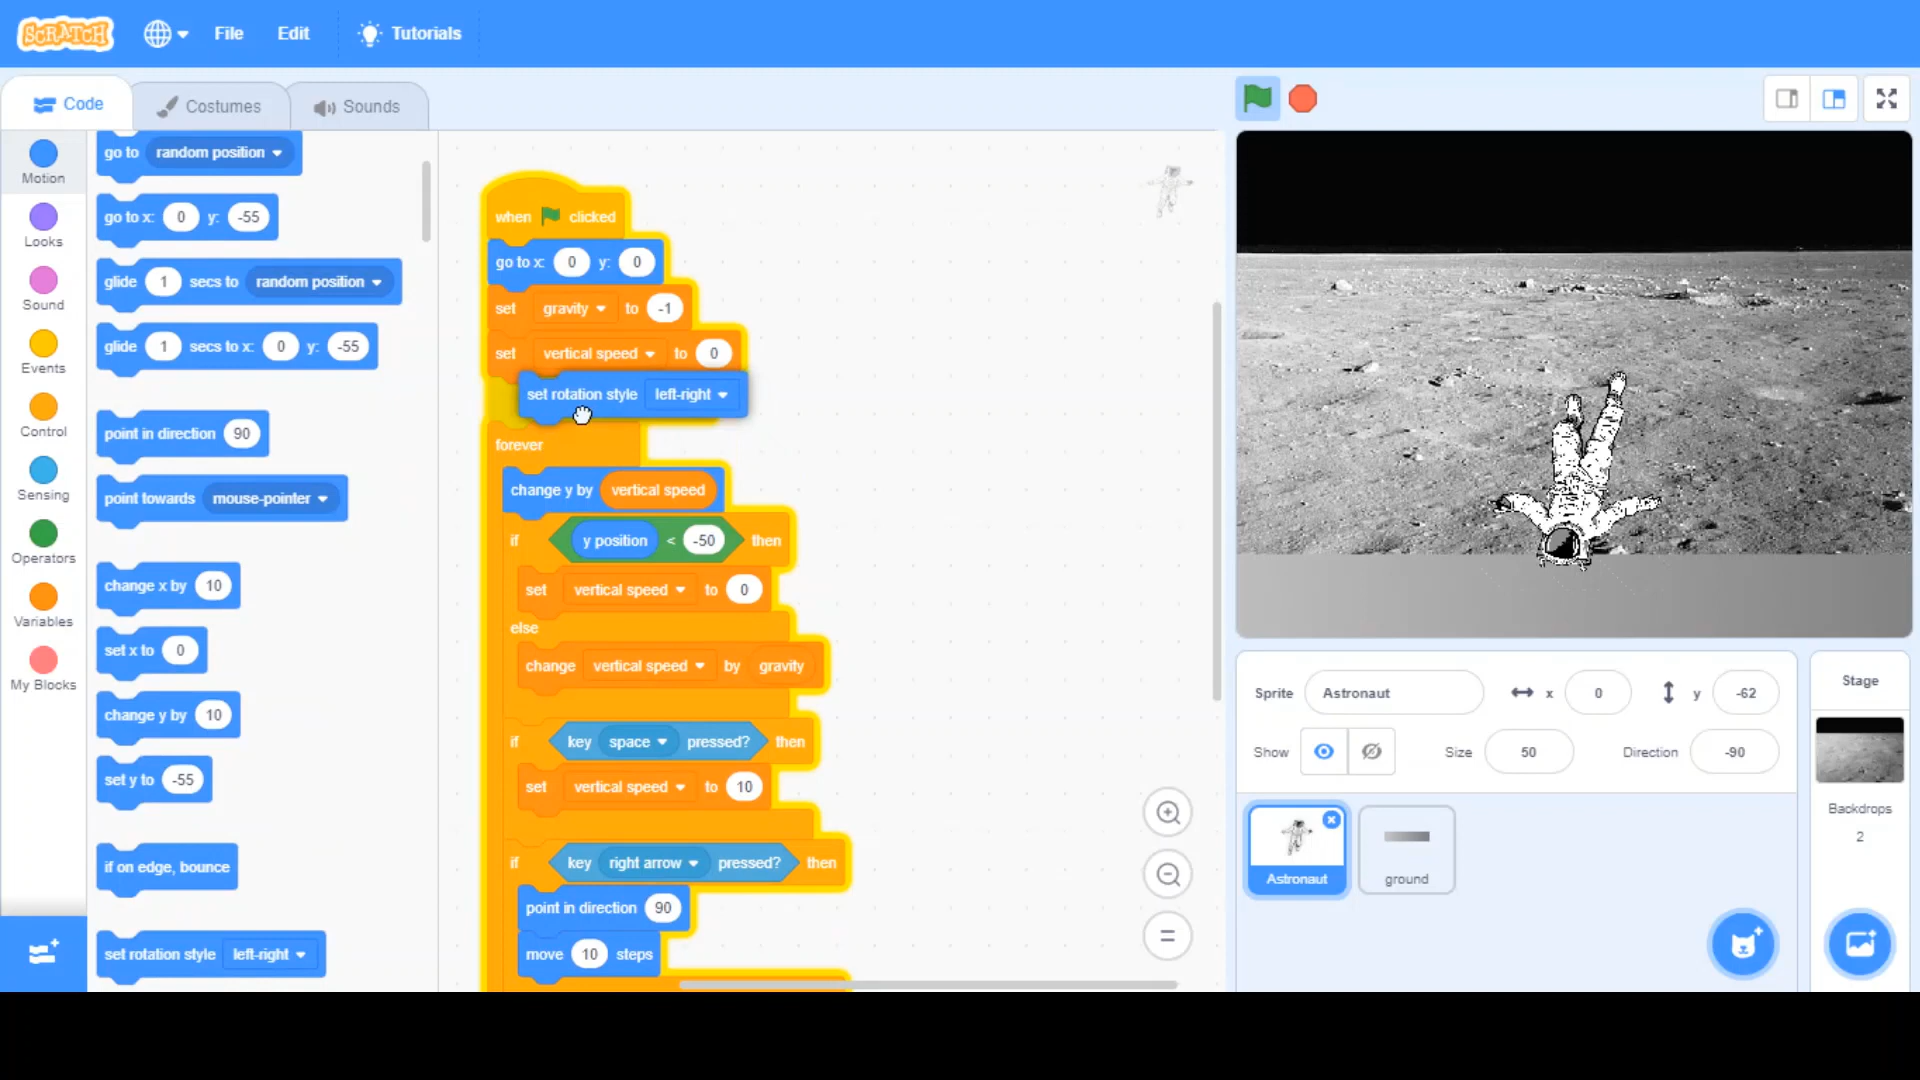 SCRATCH File Edit Tutorials
Code Costumes Sounds
Motion
Looks
Sound
Events
Control
Sensing
Operators
Variables
My Blocks
go to random position
go to x: 0 y: -55
glide 1 secs to random position
glide 1 secs to x: 0 y: -55
point in direction 90
point towards mouse-pointer
change x by 10
set x to 0
change y by 10
set y to -55
if on edge, bounce
set rotation style left-right
when clicked
go to x: 0 y: 0
set gravity to -1
set vertical speed to 0
set rotation style left-right
forever
change y by vertical speed
if y position < -50 then
set vertical speed to 0
else
change vertical speed by gravity
if key space pressed? then
set vertical speed to 10
if key right arrow pressed? then
point in direction 90
move 10 steps
Sprite Astronaut x 0 y -62
Show Size 50 Direction -90
Astronaut
ground
Stage
Backdrops
2